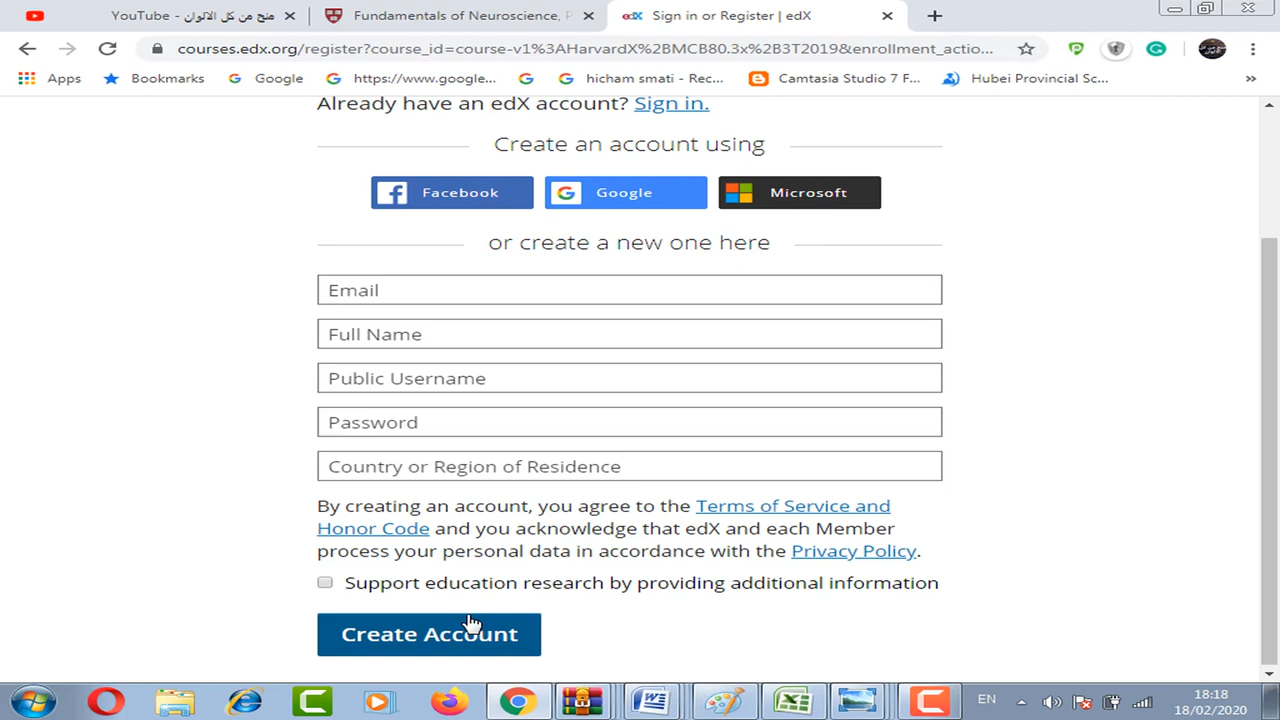 منح من كل الالوان - YouTube
Fundamentals of Neuroscience, P
edX Sign in or Register | edX
courses.edx.org/register?course_id=course-v1%3AHarvardX%2BMCB80.3x%2B3T2019&enrollment_actio...
Apps Bookmarks Google https://www.google... hicham smati - Rec... Camtasia Studio 7 F... Hubei Provincial Sc... »
Already have an edX account? Sign in.
Create an account using
Facebook Google Microsoft
or create a new one here
Email
Full Name
Public Username
Password
Country or Region of Residence
By creating an account, you agree to the Terms of Service and
Honor Code and you acknowledge that edX and each Member
process your personal data in accordance with the Privacy Policy.
Support education research by providing additional information
Create Account
EN
18:18
18/02/2020